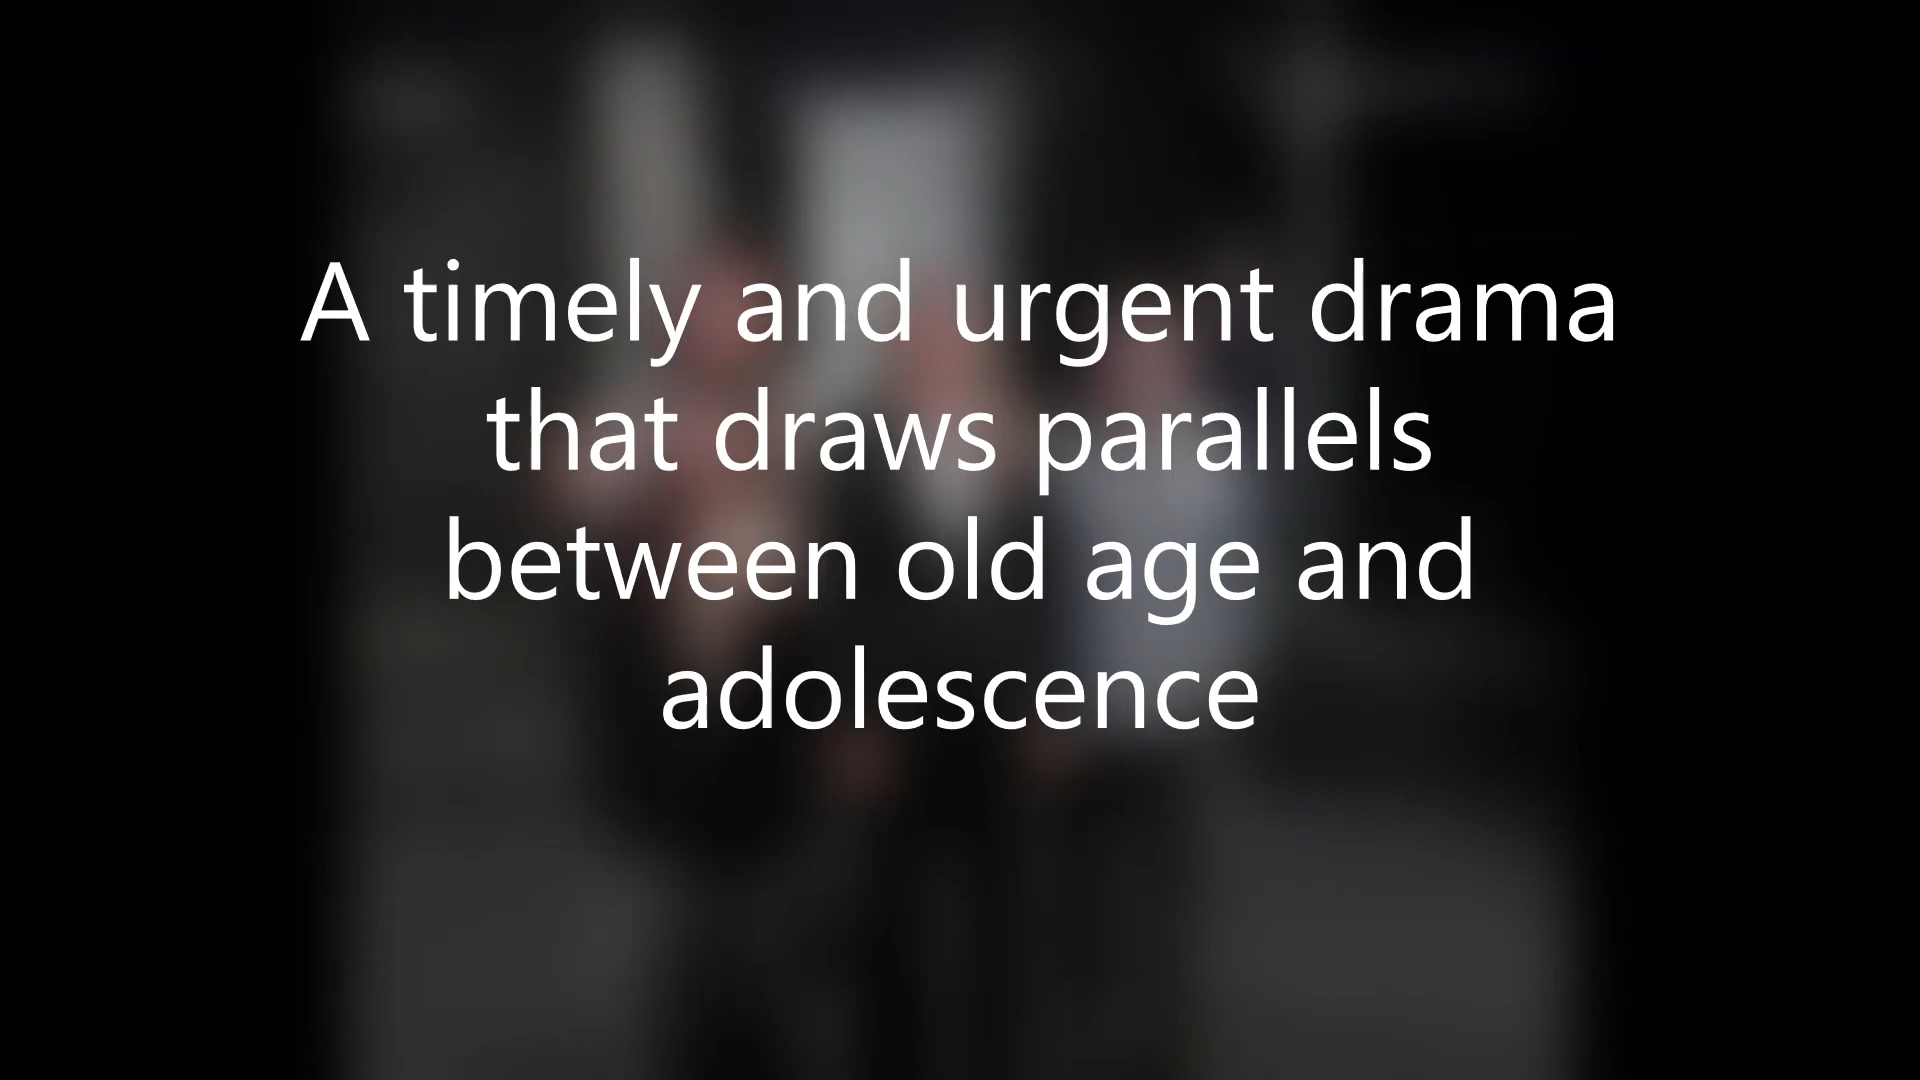 A timely and urgent drama
that draws parallels
between old age and
adolescence